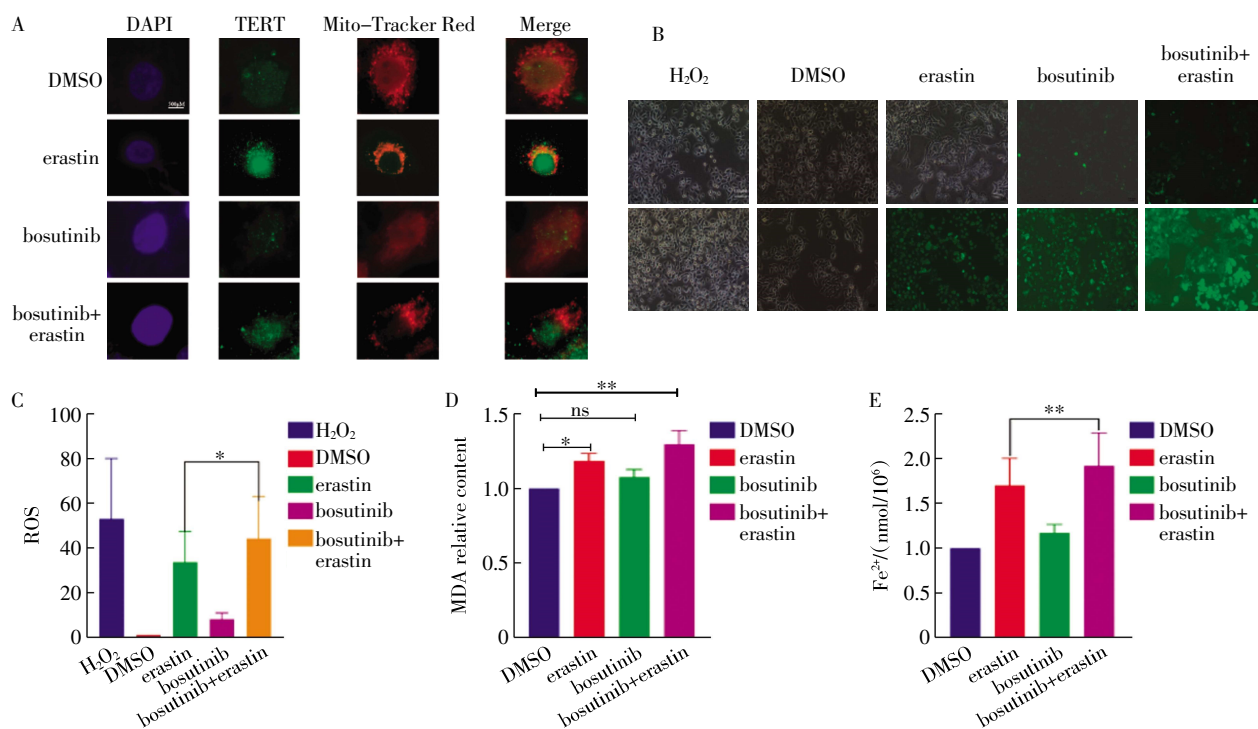 A
DAPI
TERT
Mito-Tracker Red
Merge
DMSO
erastin
bosutinib
bosutinib+
erastin
B
H₂O₂
DMSO
erastin
bosutinib
bosutinib+
erastin
C
ROS
100
80
60
40
20
0
*
H₂O₂
DMSO
erastin
bosutinib
bosutinib+erastin
H₂O₂
DMSO
erastin
bosutinib
bosutinib+
erastin
D
MDA relative content
1.5
1.0
0.5
0
**
ns
*
DMSO
erastin
bosutinib
bosutinib+erastin
DMSO
erastin
bosutinib
bosutinib+
erastin
E
Fe²⁺/(nmol/10⁶)
2.5
2.0
1.5
1.0
0.5
0
**
DMSO
erastin
bosutinib
bosutinib+erastin
DMSO
erastin
bosutinib
bosutinib+
erastin